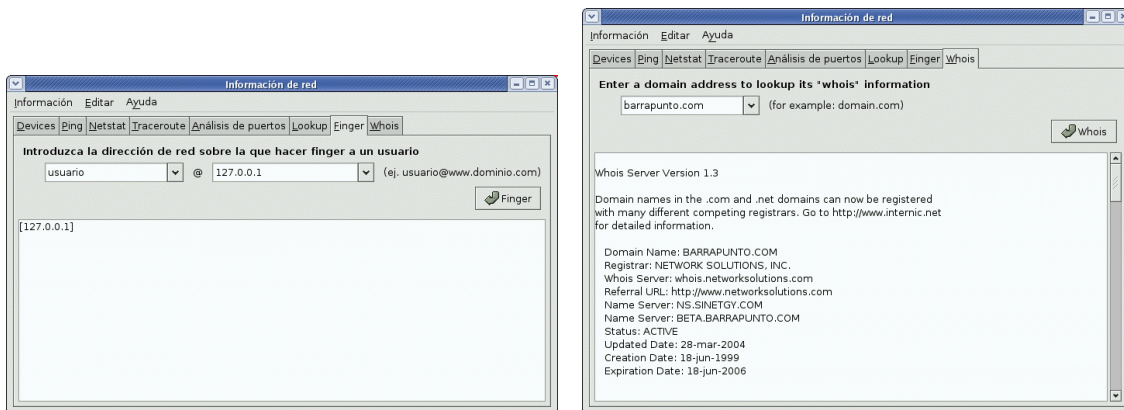 Información de red
Información Editar Ayuda
Devices Ping Netstat Traceroute Análisis de puertos Lookup Finger Whois
Introduzca la dirección de red sobre la que hacer finger a un usuario
usuario @ 127.0.0.1 (ej. usuario@www.dominio.com)
Finger
[127.0.0.1]
Información de red
Información Editar Ayuda
Devices Ping Netstat Traceroute Análisis de puertos Lookup Finger Whois
Enter a domain address to lookup its "whois" information
barrapunto.com (for example: domain.com)
Whois
Whois Server Version 1.3
Domain names in the .com and .net domains can now be registered
with many different competing registrars. Go to http://www.internic.net
for detailed information.
Domain Name: BARRAPUNTO.COM
Registrar: NETWORK SOLUTIONS, INC.
Whois Server: whois.networksolutions.com
Referral URL: http://www.networksolutions.com
Name Server: NS.SINETGY.COM
Name Server: BETA.BARRAPUNTO.COM
Status: ACTIVE
Updated Date: 28-mar-2004
Creation Date: 18-jun-1999
Expiration Date: 18-jun-2006